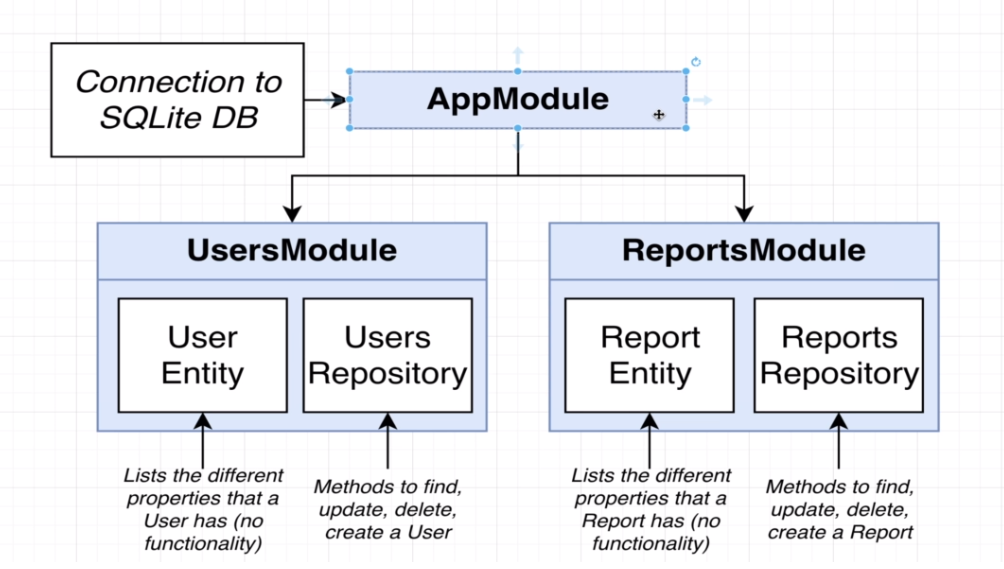 Connection to
SQLite DB
AppModule
UsersModule
ReportsModule
User
Entity
Users
Repository
Report
Entity
Reports
Repository
Lists the different
properties that a
User has (no
functionality)
Methods to find,
update, delete,
create a User
Lists the different
properties that a
Report has (no
functionality)
Methods to find,
update, delete,
create a Report